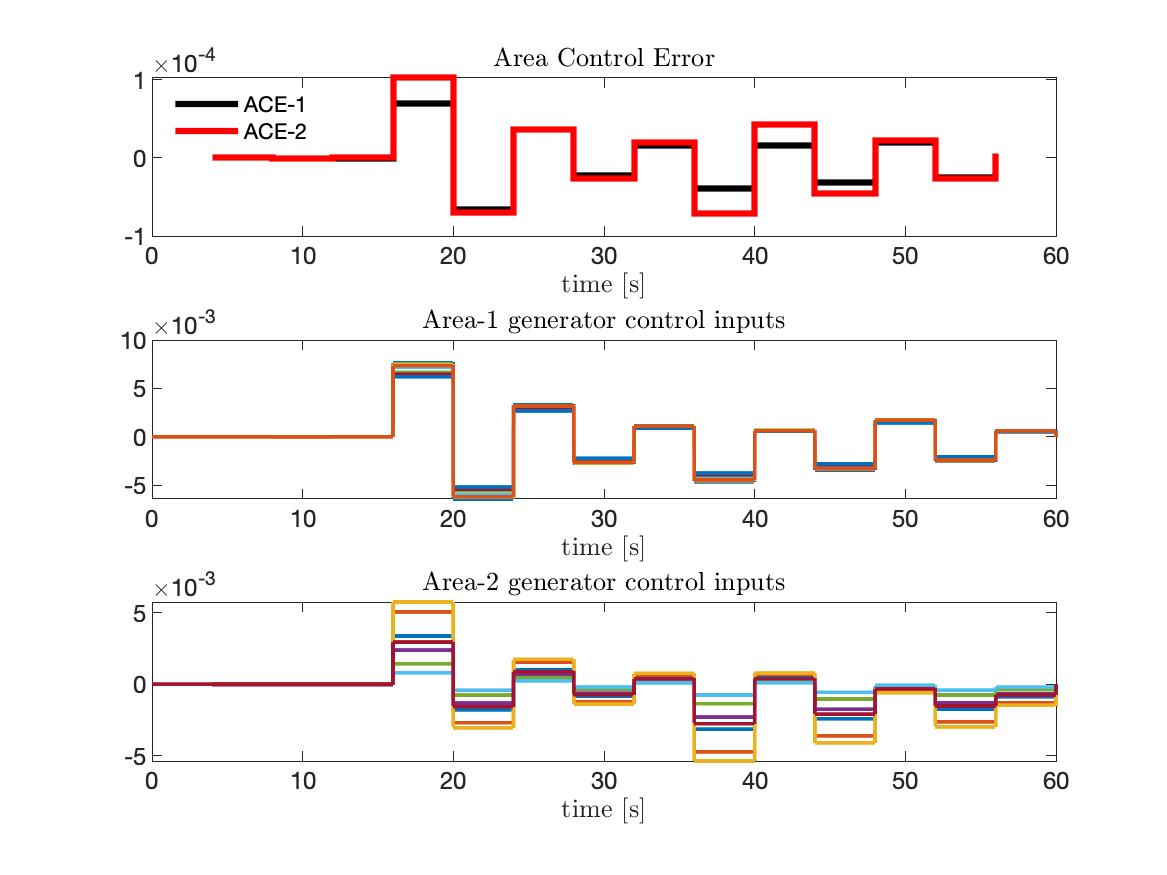 ×10-4
Area Control Error
1
0
-1
ACE-1
ACE-2
0 10 20 30 40 50 60
time [s]
×10-3
Area-1 generator control inputs
10
5
0
-5
0 10 20 30 40 50 60
time [s]
×10-3
Area-2 generator control inputs
5
0
-5
0 10 20 30 40 50 60
time [s]